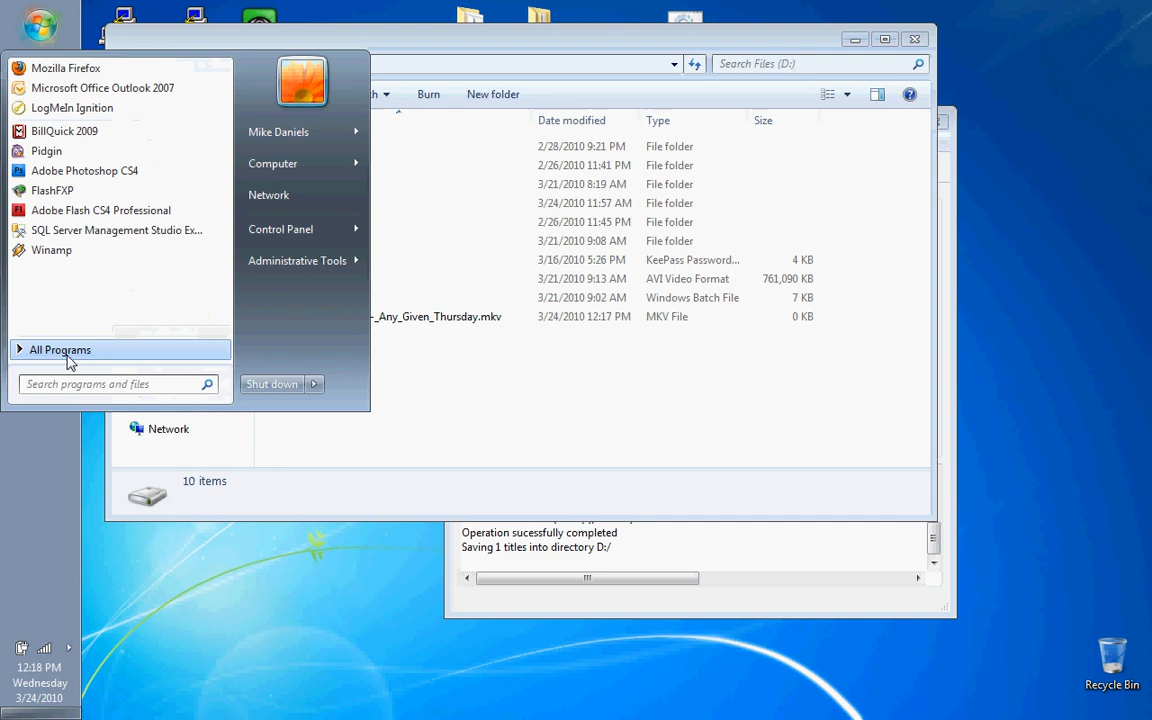 Mozilla Firefox
Microsoft Office Outlook 2007
LogMeIn Ignition
BillQuick 2009
Pidgin
Adobe Photoshop CS4
FlashFXP
Adobe Flash CS4 Professional
SQL Server Management Studio Ex...
Winamp
All Programs
Search programs and files
Mike Daniels
Computer
Network
Control Panel
Administrative Tools
Shut down
Search Files (D:)
Burn
New folder
Date modified Type Size
2/28/2010 9:21 PM File folder
2/26/2010 11:41 PM File folder
3/21/2010 8:19 AM File folder
3/24/2010 11:57 AM File folder
2/26/2010 11:45 PM File folder
3/21/2010 9:08 AM File folder
3/16/2010 5:26 PM KeePass Password... 4 KB
3/21/2010 9:13 AM AVI Video Format 761,090 KB
3/21/2010 9:02 AM Windows Batch File 7 KB
-_Any_Given_Thursday.mkv 3/24/2010 12:17 PM MKV File 0 KB
Network
10 items
Operation sucessfully completed
Saving 1 titles into directory D:/
12:18 PM
Wednesday
3/24/2010
Recycle Bin